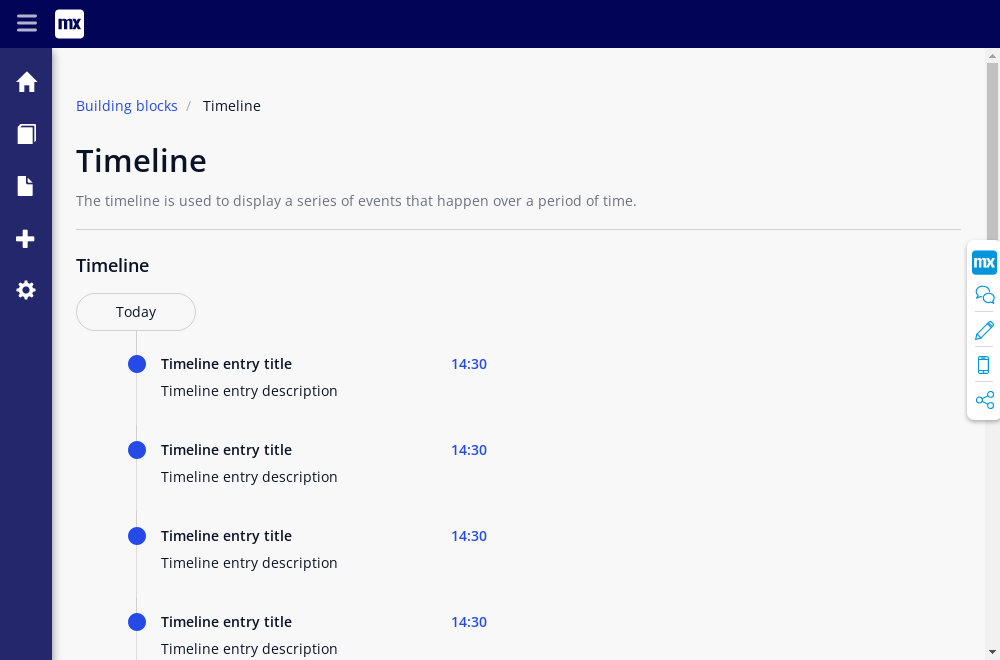 mx
Building blocks / Timeline
Timeline
The timeline is used to display a series of events that happen over a period of time.
mx
Timeline
Today
Timeline entry title 14:30
Timeline entry description
Timeline entry title 14:30
Timeline entry description
Timeline entry title 14:30
Timeline entry description
Timeline entry title 14:30
Timeline entry description